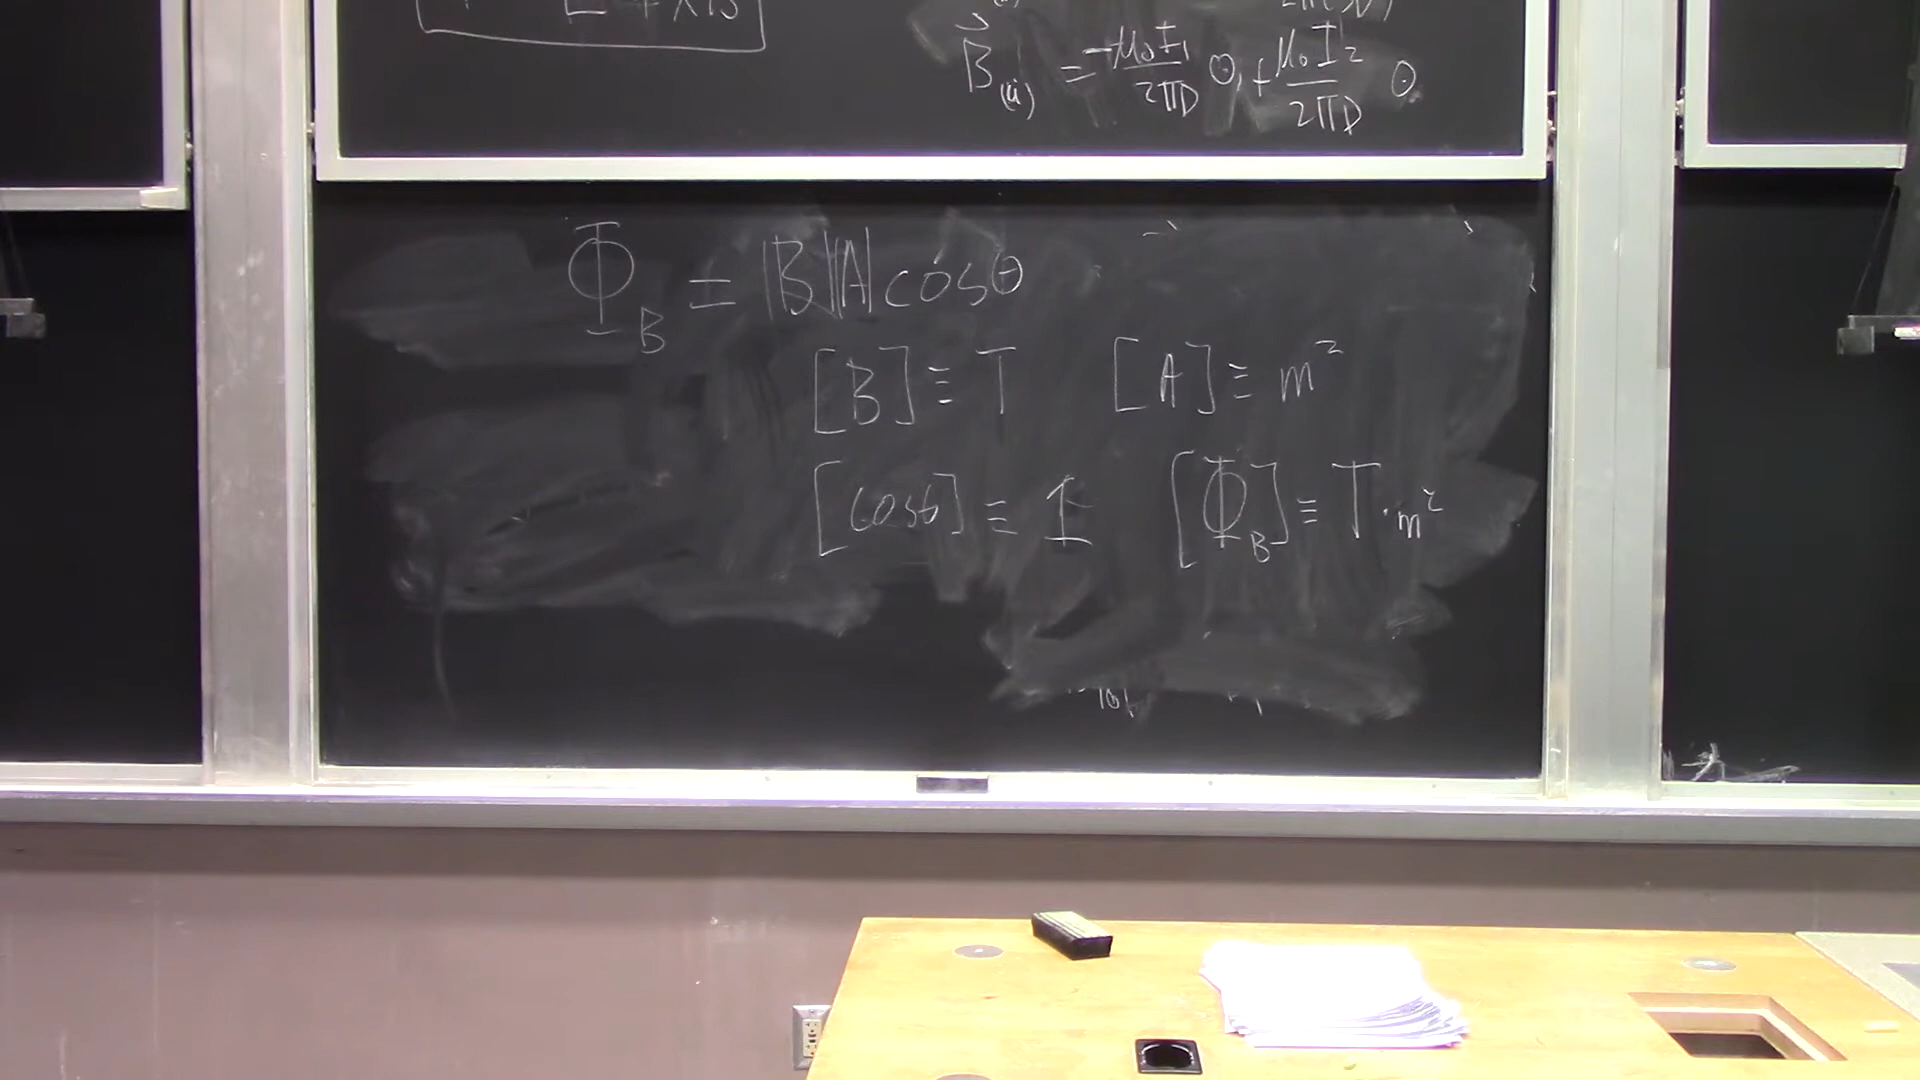 B⃗(ii) = -μ₀I₁/2πD ⊙, + μ₀I₂/2πD ⊙
Φ_B = |B||A| cosθ
[B] ≡ T [A] ≡ m²
[cosθ] ≡ 1 [Φ_B] ≡ T·m²